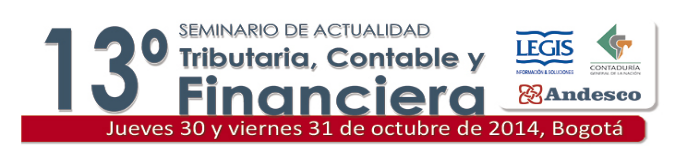 13º
SEMINARIO DE ACTUALIDAD
Tributaria, Contable y
Financiera
LEGIS
INFORMACIÓN & SOLUCIONES
CONTADURÍA
GENERAL DE LA NACIÓN
Andesco
Jueves 30 y viernes 31 de octubre de 2014, Bogotá